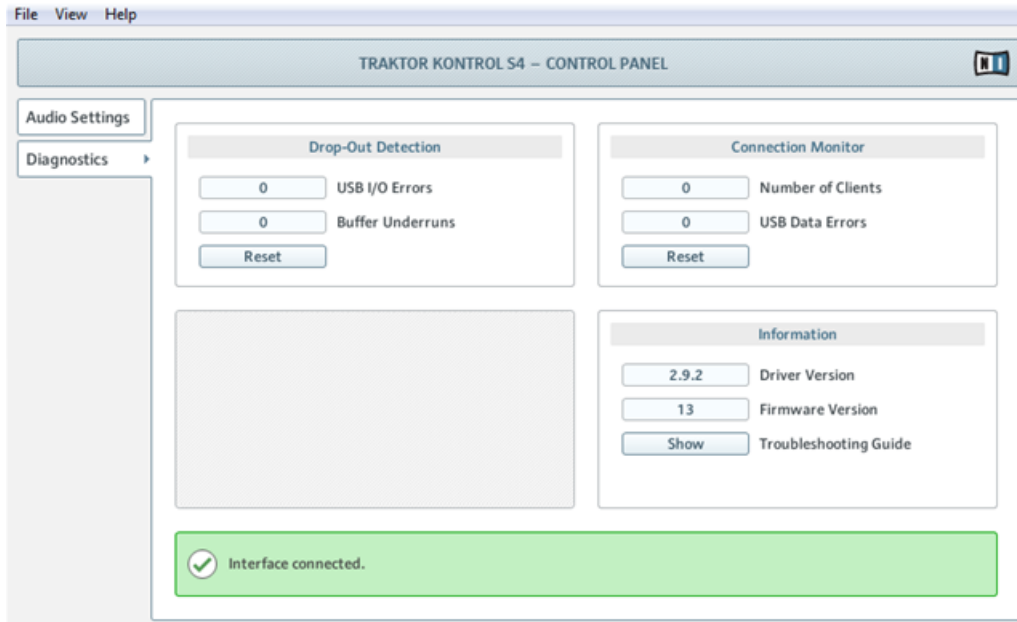 File View Help
TRAKTOR KONTROL S4 – CONTROL PANEL
NI
Audio Settings
Diagnostics
Drop-Out Detection
0 USB I/O Errors
0 Buffer Underruns
Reset
Connection Monitor
0 Number of Clients
0 USB Data Errors
Reset
Information
2.9.2 Driver Version
13 Firmware Version
Show Troubleshooting Guide
Interface connected.